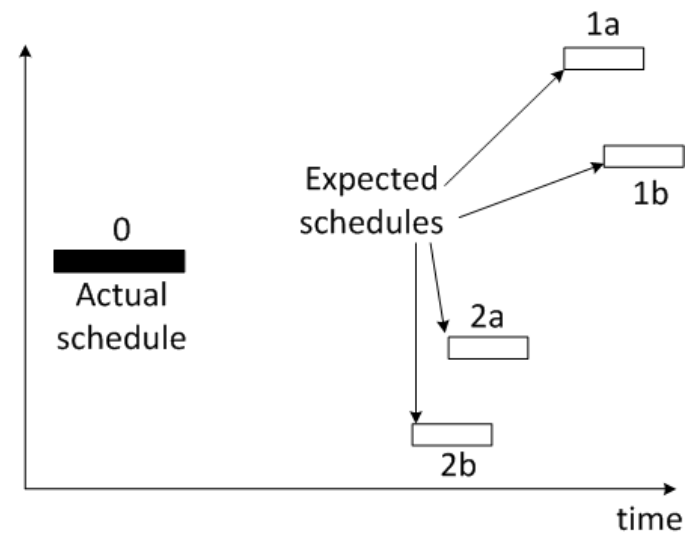 1a
Expected
schedules
1b
0
Actual
schedule
2a
2b
time